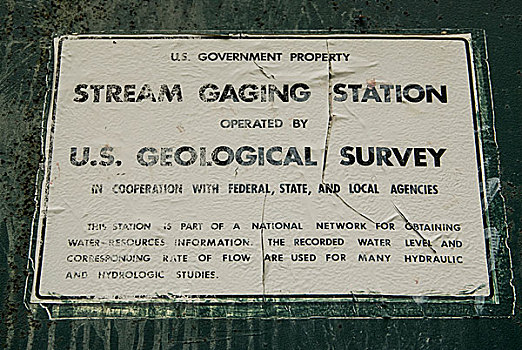 U.S. GOVERNMENT PROPERTY
STREAM GAGING STATION
OPERATED BY
U.S. GEOLOGICAL SURVEY
IN COOPERATION WITH FEDERAL, STATE, AND LOCAL AGENCIES
THIS STATION IS PART OF A NATIONAL NETWORK FOR OBTAINING
WATER-RESOURCES INFORMATION. THE RECORDED WATER LEVEL AND
CORRESPONDING RATE OF FLOW ARE USED FOR MANY HYDRAULIC
AND HYDROLOGIC STUDIES.